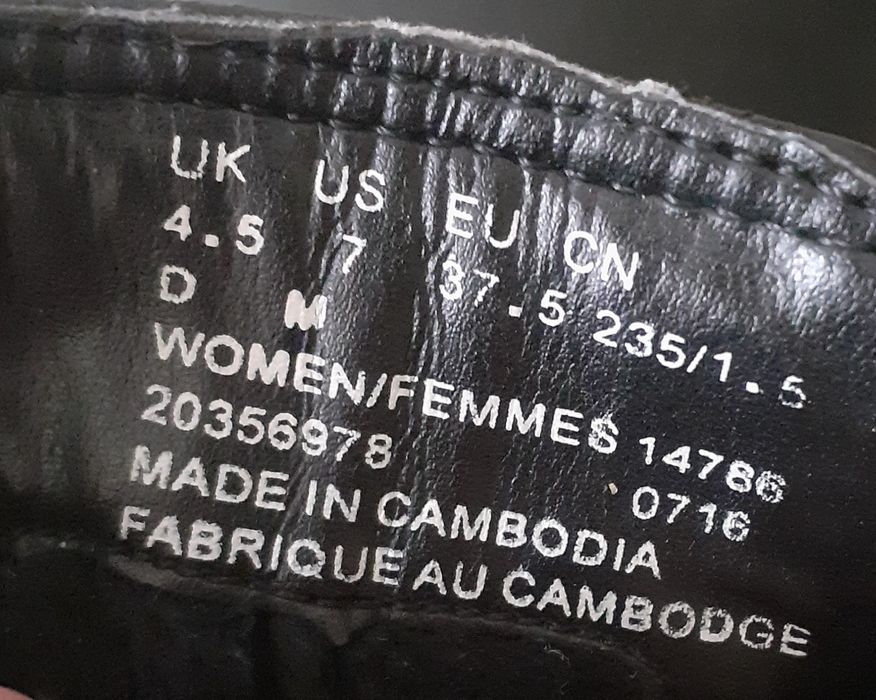 UK US EU CN
4.5 7 37.5 235/1.5
D M
WOMEN/FEMMES 14786
20356978 0716
MADE IN CAMBODIA
FABRIQUE AU CAMBODGE